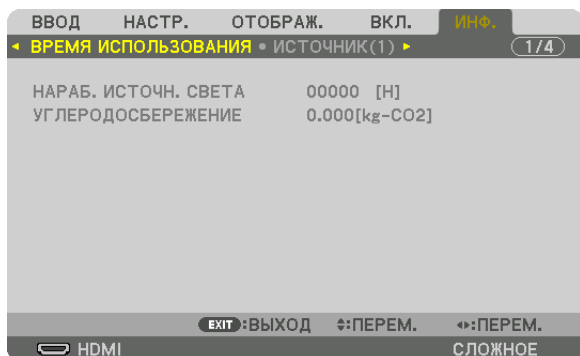 ВВОД НАСТР. ОТОБРАЖ. ВКЛ. ИНФ.
◂ ВРЕМЯ ИСПОЛЬЗОВАНИЯ • ИСТОЧНИК(1) ▸ 1/4
НАРАБ. ИСТОЧН. СВЕТА 00000 [H]
УГЛЕРОДОСБЕРЕЖЕНИЕ 0.000[kg-CO2]
EXIT :ВЫХОД ♦:ПЕРЕМ. ◂▸:ПЕРЕМ.
HDMI СЛОЖНОЕ